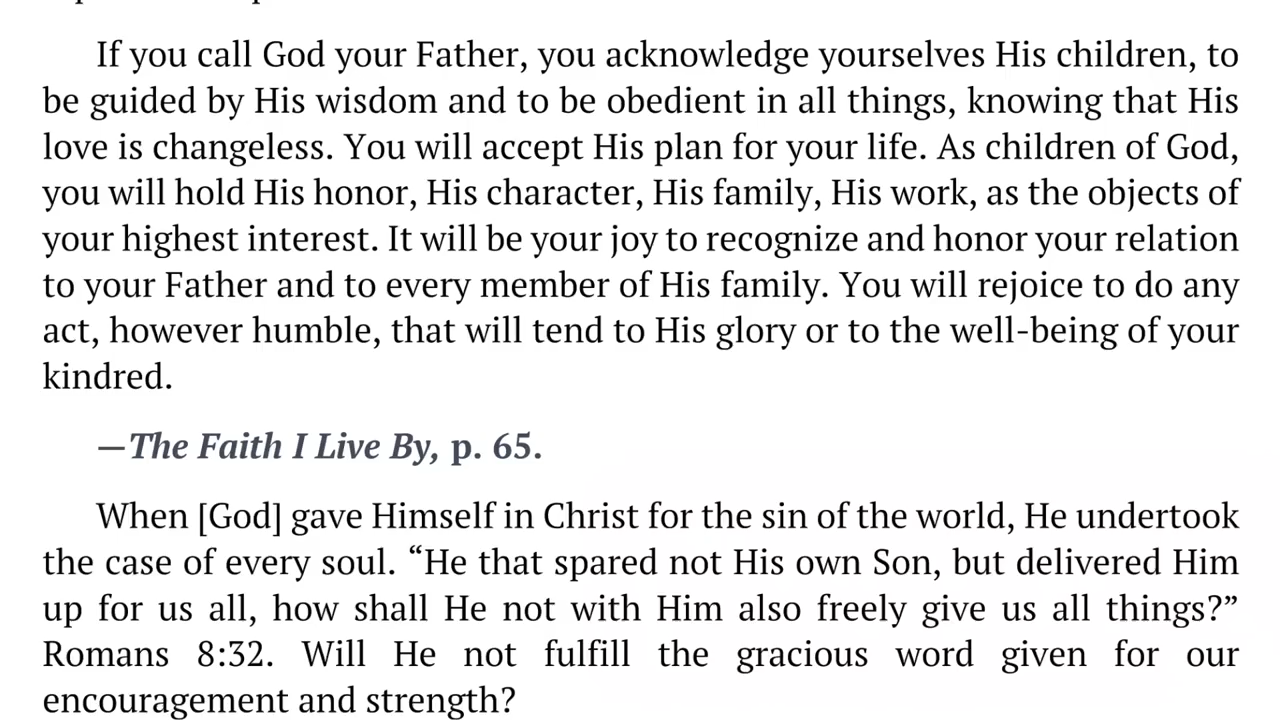 If you call God your Father, you acknowledge yourselves His children, to
be guided by His wisdom and to be obedient in all things, knowing that His
love is changeless. You will accept His plan for your life. As children of God,
you will hold His honor, His character, His family, His work, as the objects of
your highest interest. It will be your joy to recognize and honor your relation
to your Father and to every member of His family. You will rejoice to do any
act, however humble, that will tend to His glory or to the well-being of your
kindred.
—The Faith I Live By, p. 65.
When [God] gave Himself in Christ for the sin of the world, He undertook
the case of every soul. “He that spared not His own Son, but delivered Him
up for us all, how shall He not with Him also freely give us all things?”
Romans 8:32. Will He not fulfill the gracious word given for our
encouragement and strength?